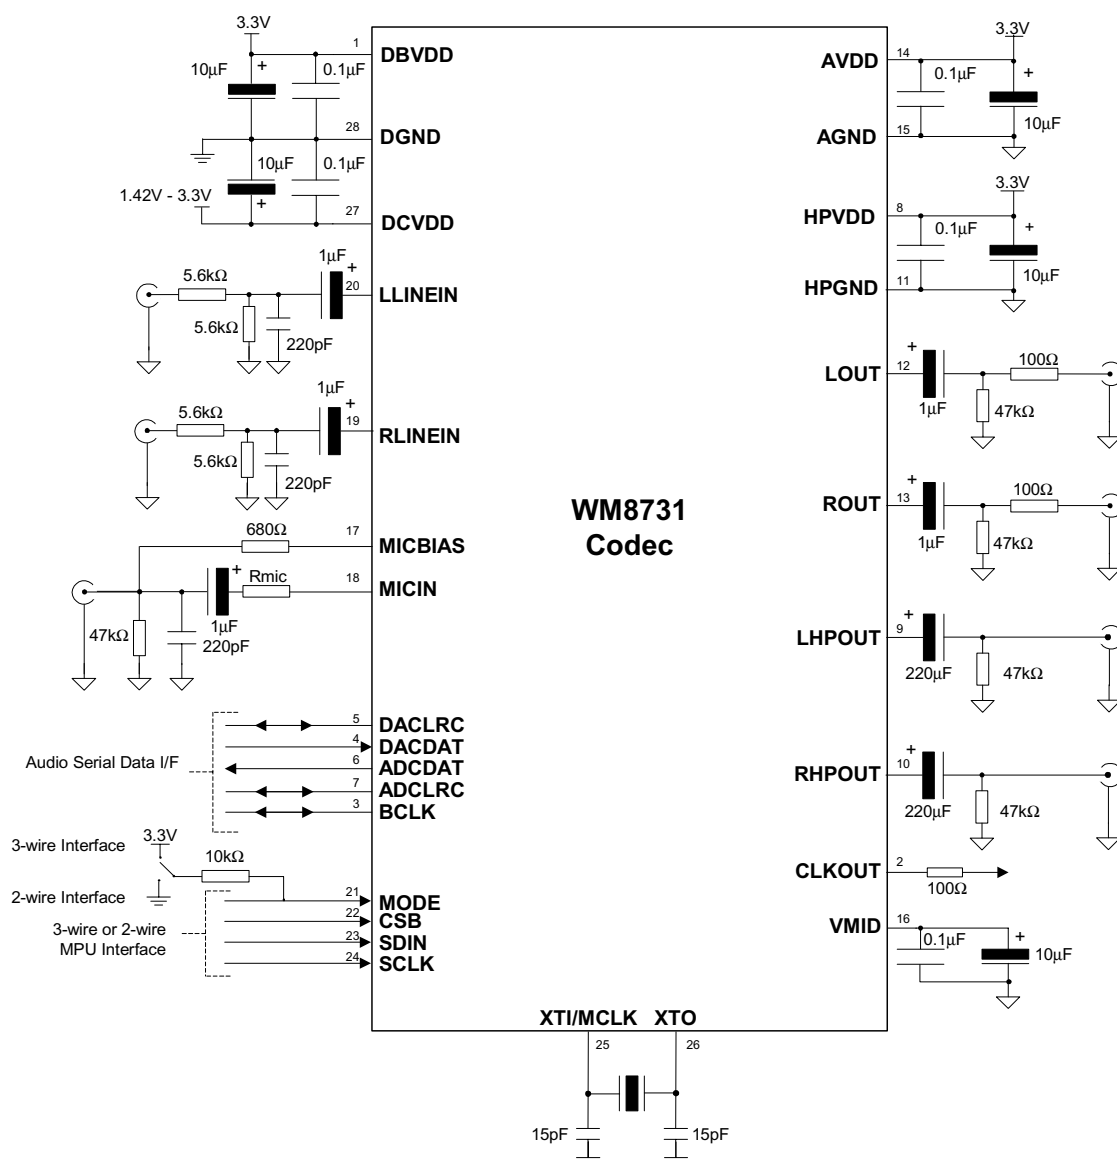 3.3V
1
DBVDD
10µF
+
0.1µF
28
DGND
10µF
0.1µF
1.42V - 3.3V
+
27
DCVDD
1µF
+
5.6kΩ
20
LLINEIN
5.6kΩ
220pF
1µF
+
5.6kΩ
19
RLINEIN
5.6kΩ
220pF
680Ω
17
MICBIAS
+
Rmic
18
MICIN
47kΩ
1µF
220pF
Audio Serial Data I/F
5
DACLRC
4
DACDAT
6
ADCDAT
7
ADCLRC
3
BCLK
3.3V
3-wire Interface
10kΩ
2-wire Interface
21
MODE
3-wire or 2-wire
MPU Interface
22
CSB
23
SDIN
24
SCLK
WM8731
Codec
3.3V
AVDD
14
0.1µF
+
10µF
AGND
15
3.3V
HPVDD
8
0.1µF
+
10µF
HPGND
11
LOUT
12
+
1µF
100Ω
47kΩ
ROUT
13
+
1µF
100Ω
47kΩ
LHPOUT
9
+
220µF
47kΩ
RHPOUT
10
+
220µF
47kΩ
CLKOUT
2
100Ω
VMID
16
0.1µF
+
10µF
XTI/MCLK XTO
25
26
15pF
15pF